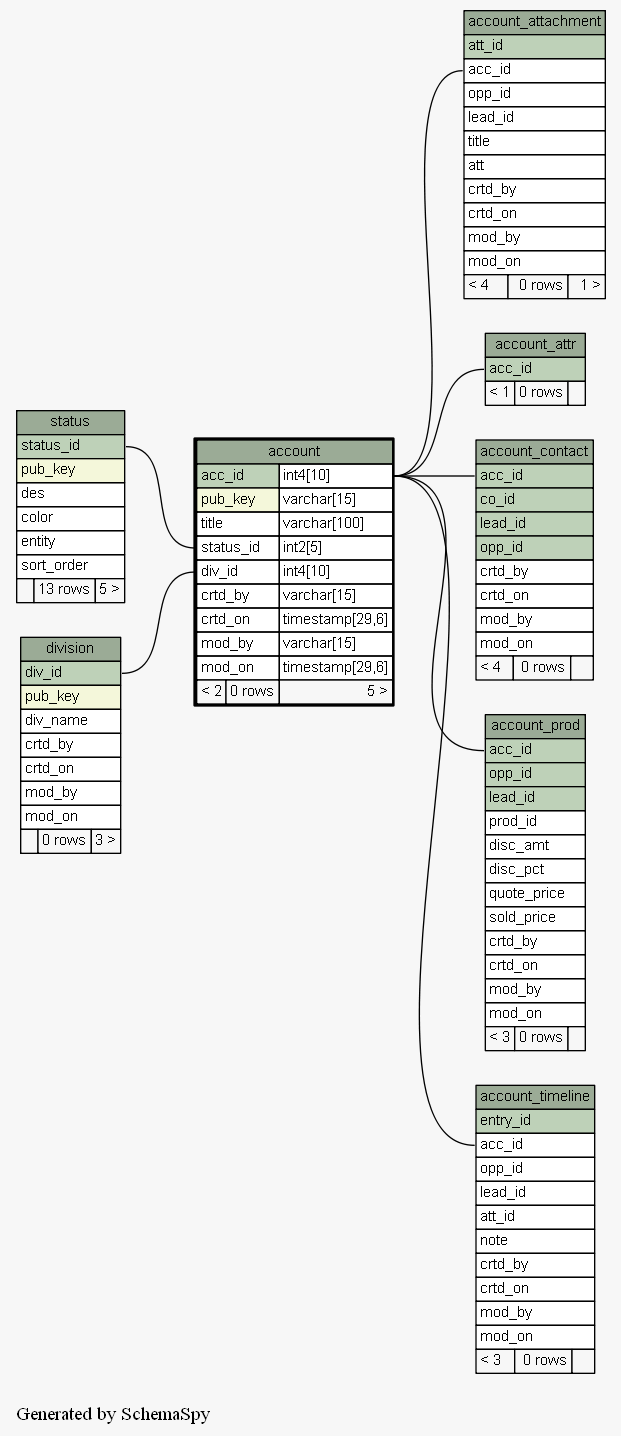 account_attachment
att_id
acc_id
opp_id
lead_id
title
att
crtd_by
crtd_on
mod_by
mod_on
< 4 0 rows 1 >
account_attr
acc_id
< 1 0 rows
status
status_id
pub_key
des
color
entity
sort_order
13 rows 5 >
account
acc_id int4[10]
pub_key varchar[15]
title varchar[100]
status_id int2[5]
div_id int4[10]
crtd_by varchar[15]
crtd_on timestamp[29,6]
mod_by varchar[15]
mod_on timestamp[29,6]
< 2 0 rows 5 >
account_contact
acc_id
co_id
lead_id
opp_id
crtd_by
crtd_on
mod_by
mod_on
< 4 0 rows
division
div_id
pub_key
div_name
crtd_by
crtd_on
mod_by
mod_on
0 rows 3 >
account_prod
acc_id
opp_id
lead_id
prod_id
disc_amt
disc_pct
quote_price
sold_price
crtd_by
crtd_on
mod_by
mod_on
< 3 0 rows
account_timeline
entry_id
acc_id
opp_id
lead_id
att_id
note
crtd_by
crtd_on
mod_by
mod_on
< 3 0 rows
Generated by SchemaSpy